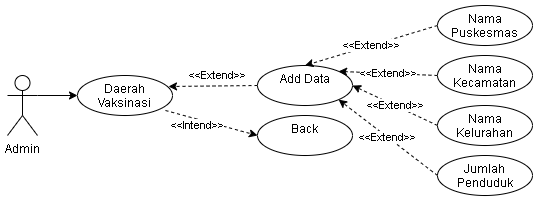 Nama
Puskesmas
<<Extend>>
Nama
Kecamatan
<<Extend>>
<<Extend>>
Add Data
Daerah
Vaksinasi
Nama
Kelurahan
<<Intend>>
Back
<<Extend>>
Admin
Jumlah
Penduduk